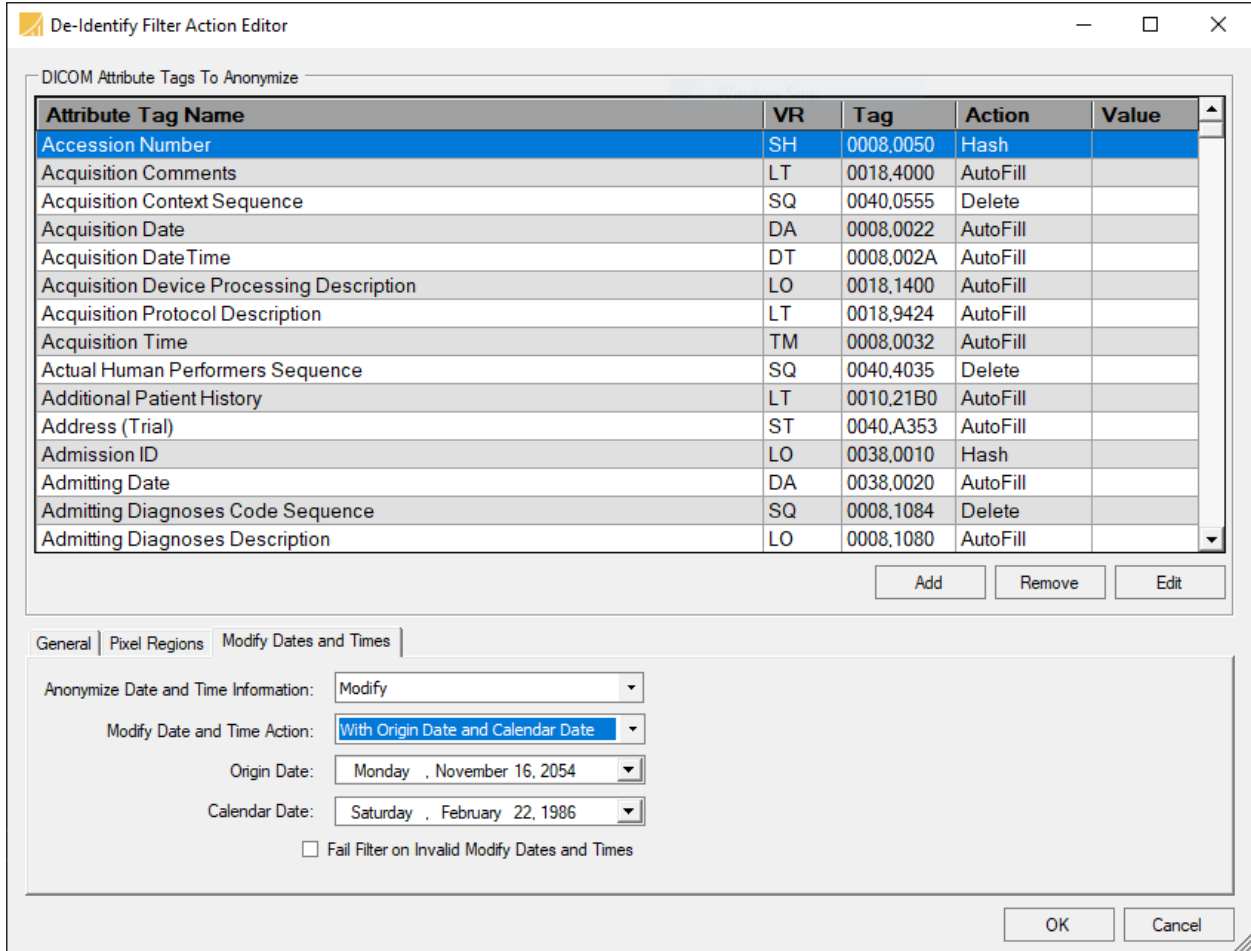 De-Identify Filter Action Editor
DICOM Attribute Tags To Anonymize
Attribute Tag Name VR Tag Action Value
Accession Number SH 0008,0050 Hash
Acquisition Comments LT 0018,4000 AutoFill
Acquisition Context Sequence SQ 0040,0555 Delete
Acquisition Date DA 0008,0022 AutoFill
Acquisition DateTime DT 0008,002A AutoFill
Acquisition Device Processing Description LO 0018,1400 AutoFill
Acquisition Protocol Description LT 0018,9424 AutoFill
Acquisition Time TM 0008,0032 AutoFill
Actual Human Performers Sequence SQ 0040,4035 Delete
Additional Patient History LT 0010,21B0 AutoFill
Address (Trial) ST 0040,A353 AutoFill
Admission ID LO 0038,0010 Hash
Admitting Date DA 0038,0020 AutoFill
Admitting Diagnoses Code Sequence SQ 0008,1084 Delete
Admitting Diagnoses Description LO 0008,1080 AutoFill
Add Remove Edit
General Pixel Regions Modify Dates and Times
Anonymize Date and Time Information: Modify
Modify Date and Time Action: With Origin Date and Calendar Date
Origin Date: Monday , November 16, 2054
Calendar Date: Saturday , February 22, 1986
Fail Filter on Invalid Modify Dates and Times
OK Cancel